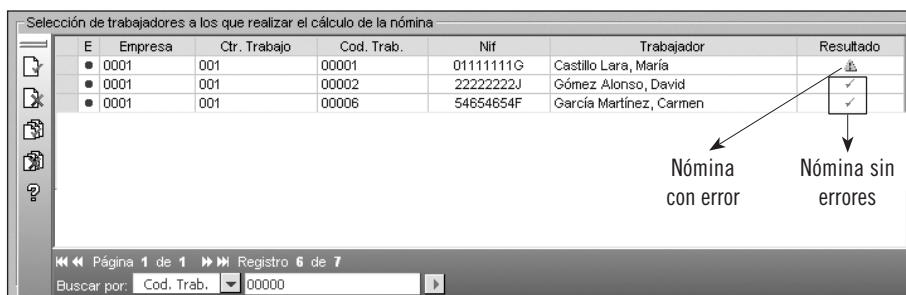 Selección de trabajadores a los que realizar el cálculo de la nómina
E Empresa Ctr. Trabajo Cod. Trab. Nif Trabajador Resultado
0001 001 00001 01111111G Castillo Lara, María
0001 001 00002 22222222J Gómez Alonso, David
0001 001 00006 54654654F García Martínez, Carmen
Nómina con error
Nómina sin errores
Página 1 de 1 Registro 6 de 7
Buscar por: Cod. Trab. 00000